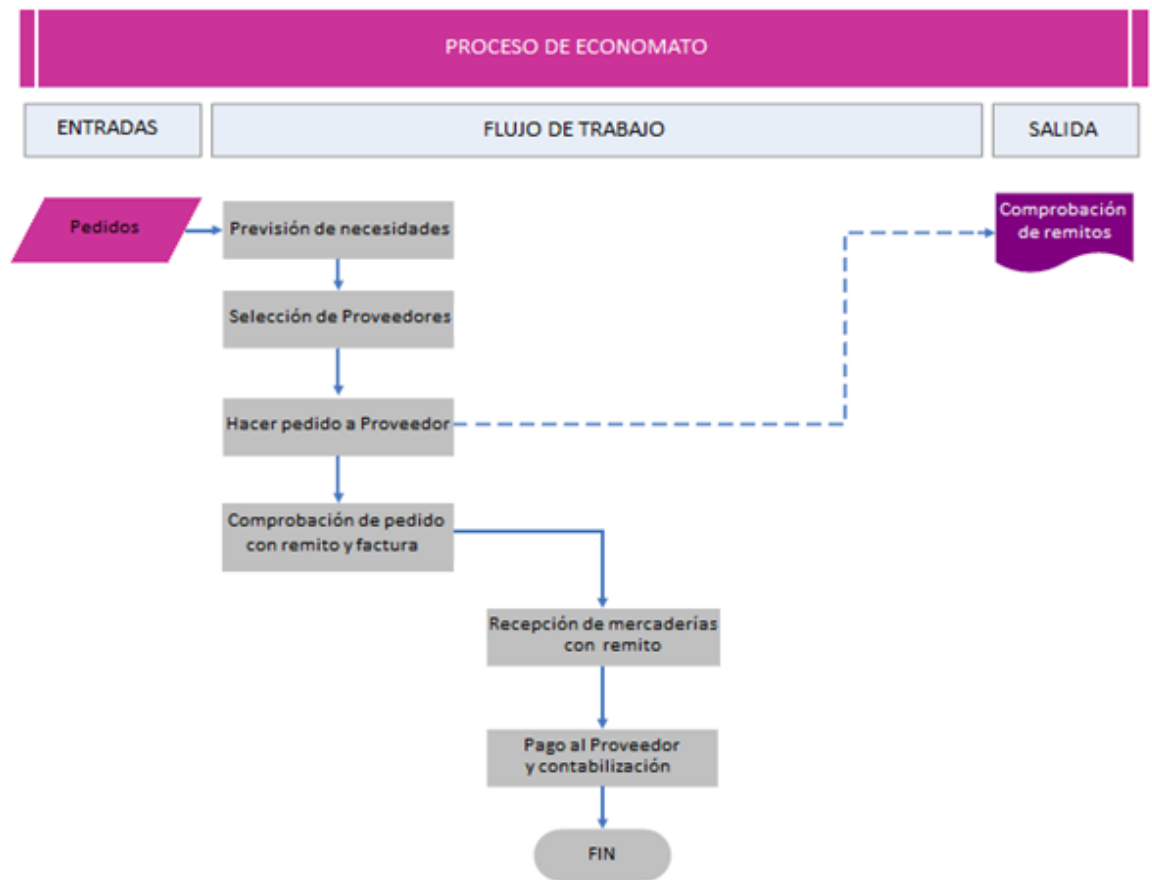 PROCESO DE ECONOMATO
ENTRADAS
FLUJO DE TRABAJO
SALIDA
Pedidos
Previsión de necesidades
Comprobación
de remitos
Selección de Proveedores
Hacer pedido a Proveedor
Comprobación de pedido
con remito y factura
Recepción de mercaderías
con remito
Pago al Proveedor
y contabilización
FIN